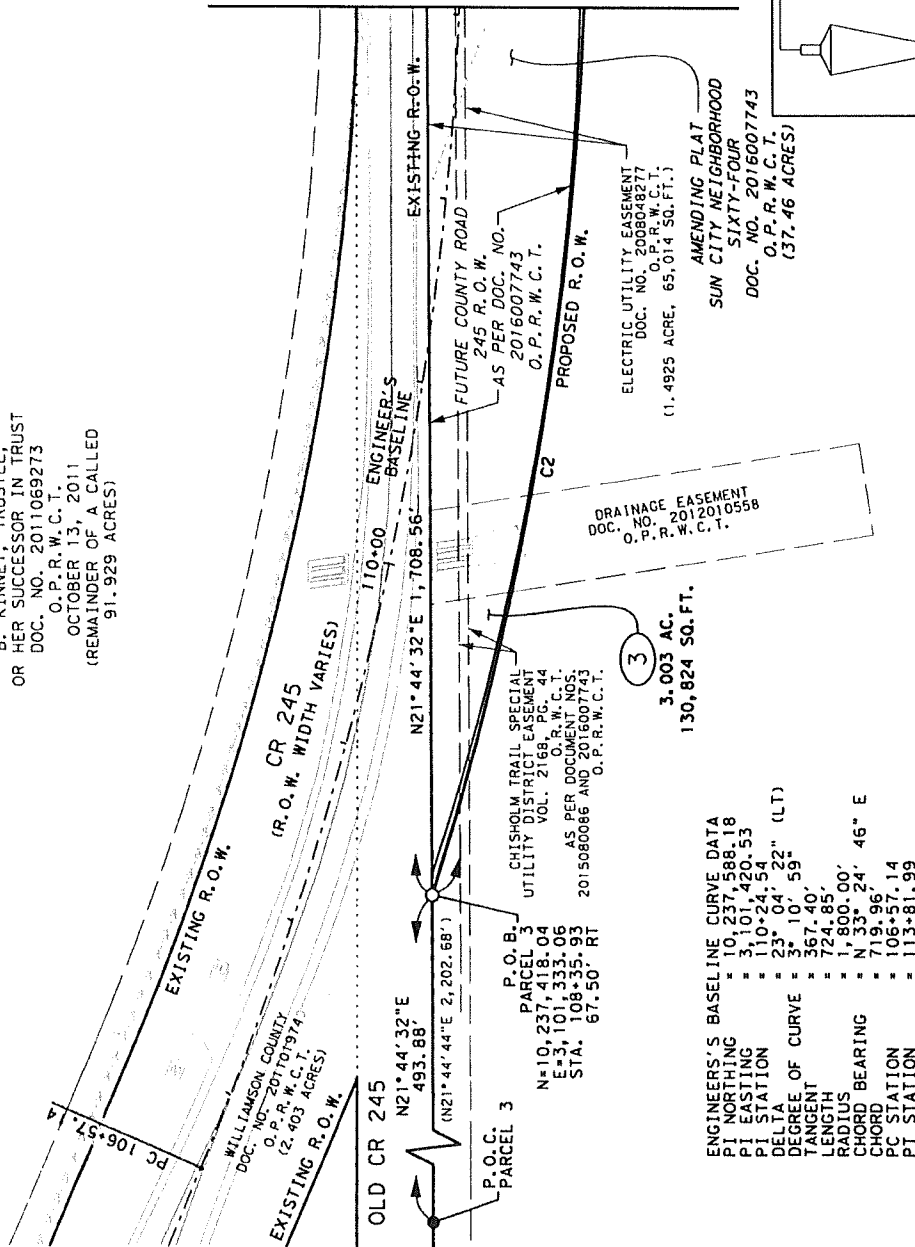 B. KINNEY, TRUSTEE,
OR HER SUCCESSOR IN TRUST
DOC. NO. 2011069273
O.P.R.W.C.T.
OCTOBER 13, 2011
(REMAINDER OF A CALLED
91.929 ACRES)
PC 106+57.14
EXISTING R.O.W.
CR 245
(R.O.W. WIDTH VARIES)
WILLIAMSON COUNTY
DOC. NO. 2011101974
O.P.R.W.C.T.
(2.403 ACRES)
EXISTING R.O.W.
OLD CR 245
110+00
ENGINEER'S
BASELINE
EXISTING R.O.W.
N21°44'32"E
493.88'
N21°44'32"E 1,708.56'
(N21°44'44"E 2,202.68')
P.O.C.
PARCEL 3
P.O.B.
PARCEL 3
N=10,237,418.04
E=3,101,333.06
STA. 108+35.93
67.50' RT
FUTURE COUNTY ROAD
245 R.O.W.
AS PER DOC. NO.
2016007743
O.P.R.W.C.T.
CHISHOLM TRAIL SPECIAL
UTILITY DISTRICT EASEMENT
VOL. 2168, PG. 44
O.R.W.C.T.
AS PER DOCUMENT NOS.
2015080086 AND 2016007743
O.P.R.W.C.T.
3
3.003 AC.
130,824 SQ.FT.
C2
PROPOSED R.O.W.
DRAINAGE EASEMENT
DOC. NO. 2012010558
O.P.R.W.C.T.
ELECTRIC UTILITY EASEMENT
DOC. NO. 2008048277
O.P.R.W.C.T.
(1.4925 ACRE, 65,014 SQ.FT.)
AMENDING PLAT
SUN CITY NEIGHBORHOOD
SIXTY-FOUR
DOC. NO. 2016007743
O.P.R.W.C.T.
(37.46 ACRES)
ENGINEERS'S BASELINE CURVE DATA
PI NORTHING = 10,237,588.18
PI EASTING = 3,101,420.53
PI STATION = 110+24.54
DELTA = 23° 04' 22" (LT)
DEGREE OF CURVE = 3° 10' 59"
TANGENT = 367.40'
LENGTH = 724.85'
RADIUS = 1,800.00'
CHORD BEARING = N 33° 24' 46" E
CHORD = 719.96'
PC STATION = 106+57.14
PT STATION = 113+81.99